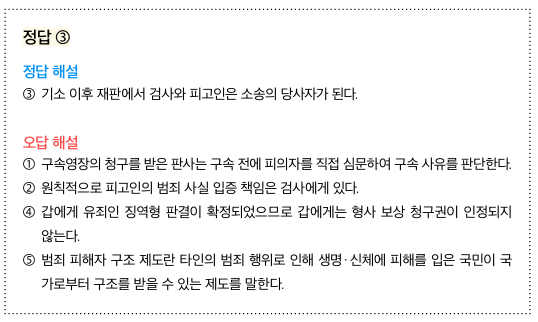 정답 ③
정답 해설
③ 기소 이후 재판에서 검사와 피고인은 소송의 당사자가 된다.
오답 해설
① 구속영장의 청구를 받은 판사는 구속 전에 피의자를 직접 심문하여 구속 사유를 판단한다.
② 원칙적으로 피고인의 범죄 사실 입증 책임은 검사에게 있다.
④ 갑에게 유죄인 징역형 판결이 확정되었으므로 갑에게는 형사 보상 청구권이 인정되지
않는다.
⑤ 범죄 피해자 구조 제도란 타인의 범죄 행위로 인해 생명·신체에 피해를 입은 국민이 국
가로부터 구조를 받을 수 있는 제도를 말한다.